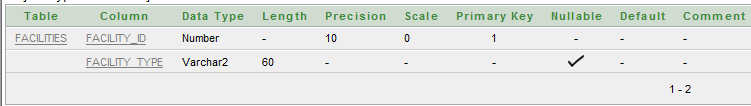 Table Column Data Type Length Precision Scale Primary Key Nullable Default Comment
FACILITIES FACILITY_ID Number - 10 0 1 - - -
FACILITY_TYPE Varchar2 60 - - - ✓ - -
1 - 2